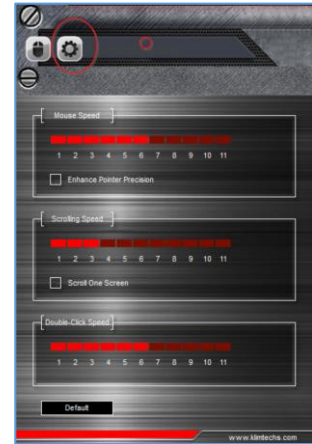 Mouse Speed
1 2 3 4 5 6 7 8 9 10 11
Enhance Pointer Precision
Scrolling Speed
1 2 3 4 5 6 7 8 9 10 11
Scroll One Screen
Double-Click Speed
1 2 3 4 5 6 7 8 9 10 11
Default
www.klimtechs.com